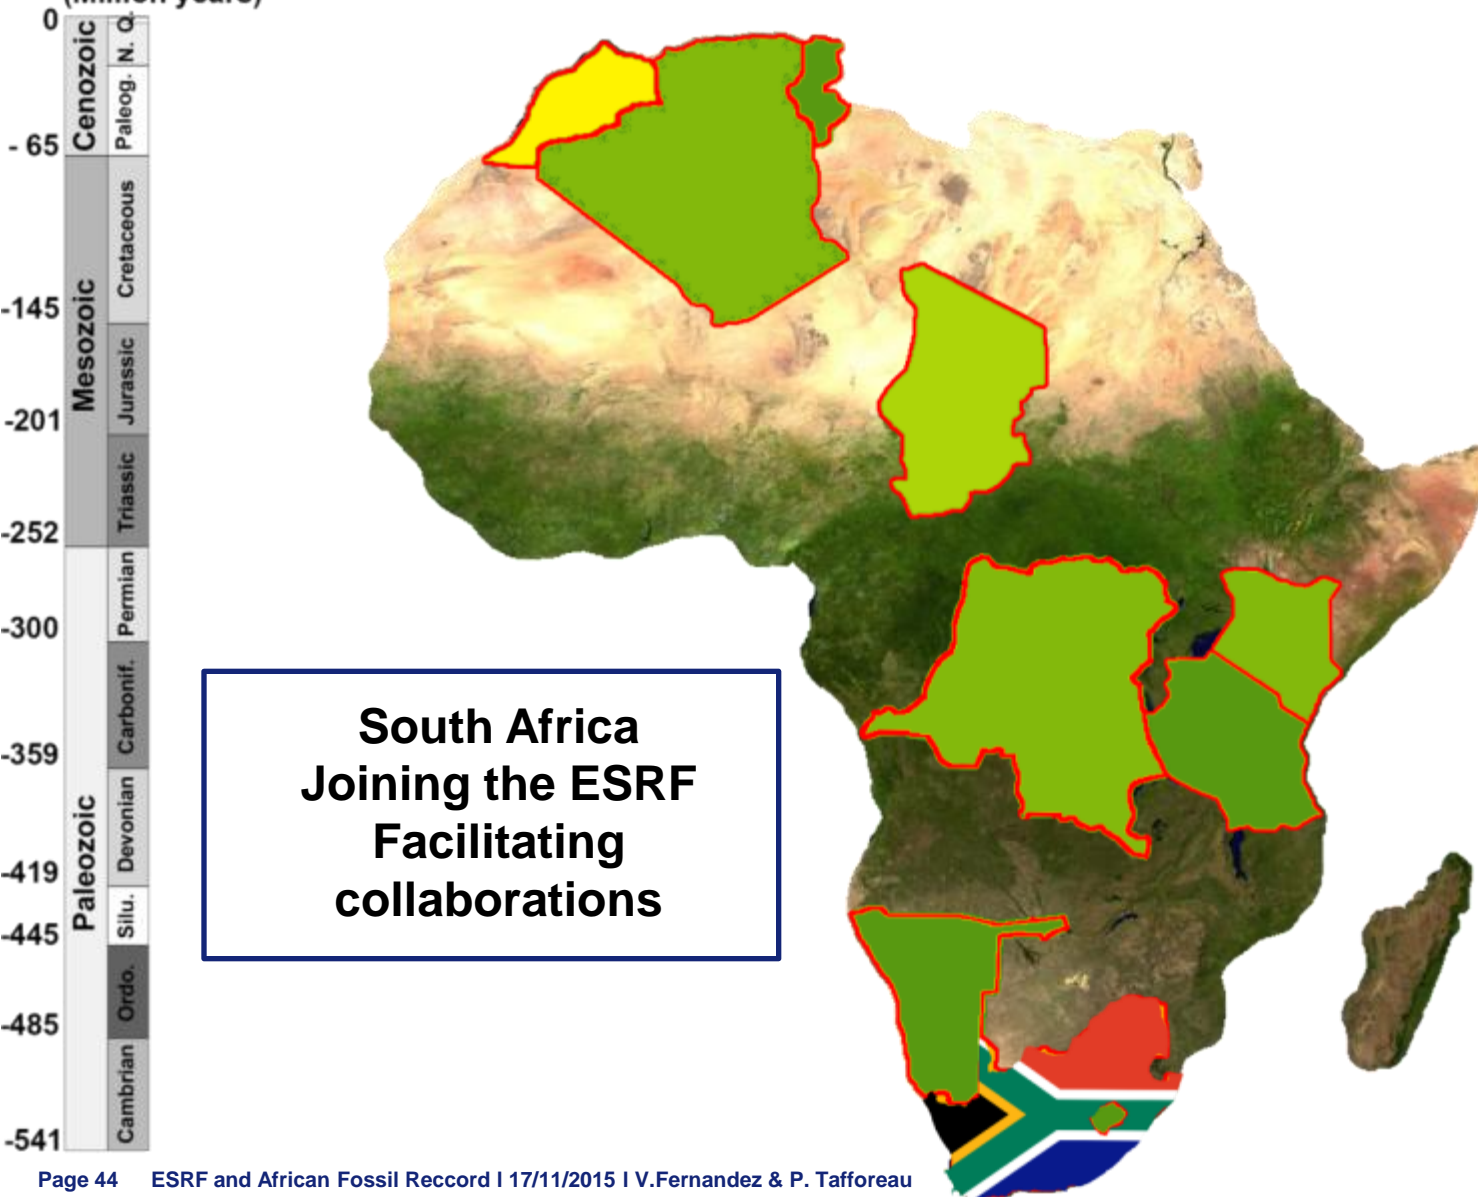 (Million years)
0
- 65
-145
-201
-252
-300
-359
-419
-445
-485
-541
Cenozoic
Mesozoic
Paleozoic
Q.
N.
Paleog.
Cretaceous
Jurassic
Triassic
Permian
Carbonif.
Devonian
Silu.
Ordo.
Cambrian
South Africa
Joining the ESRF
Facilitating
collaborations
Page 44 ESRF and African Fossil Reccord l 17/11/2015 l V.Fernandez & P. Tafforeau